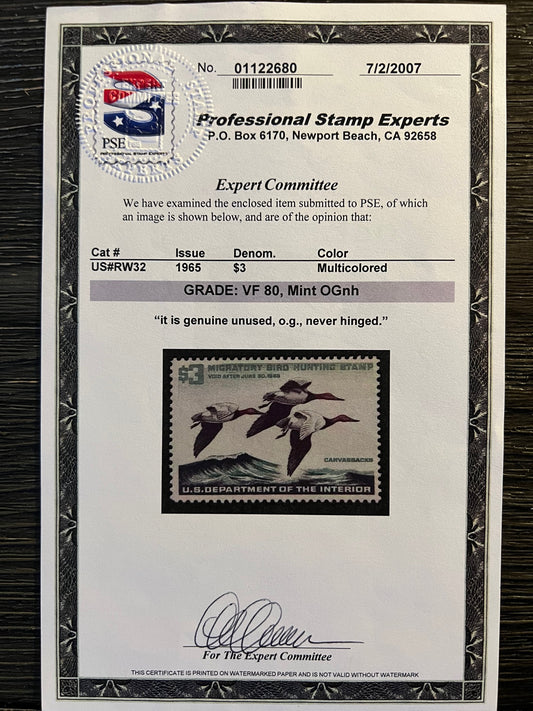 No. 01122680 7/2/2007
PSE
PROFESSIONAL STAMP EXPERTS
Professional Stamp Experts
P.O. Box 6170, Newport Beach, CA 92658
Expert Committee
We have examined the enclosed item submitted to PSE, of which
an image is shown below, and are of the opinion that:
Cat # Issue Denom. Color
US#RW32 1965 $3 Multicolored
GRADE: VF 80, Mint OGnh
“it is genuine unused, o.g., never hinged.”
$3 MIGRATORY BIRD HUNTING STAMP
VOID AFTER JUNE 30, 1966
CANVASBACKS
U.S. DEPARTMENT OF THE INTERIOR
For The Expert Committee
THIS CERTIFICATE IS PRINTED ON WATERMARKED PAPER AND IS NOT VALID WITHOUT WATERMARK